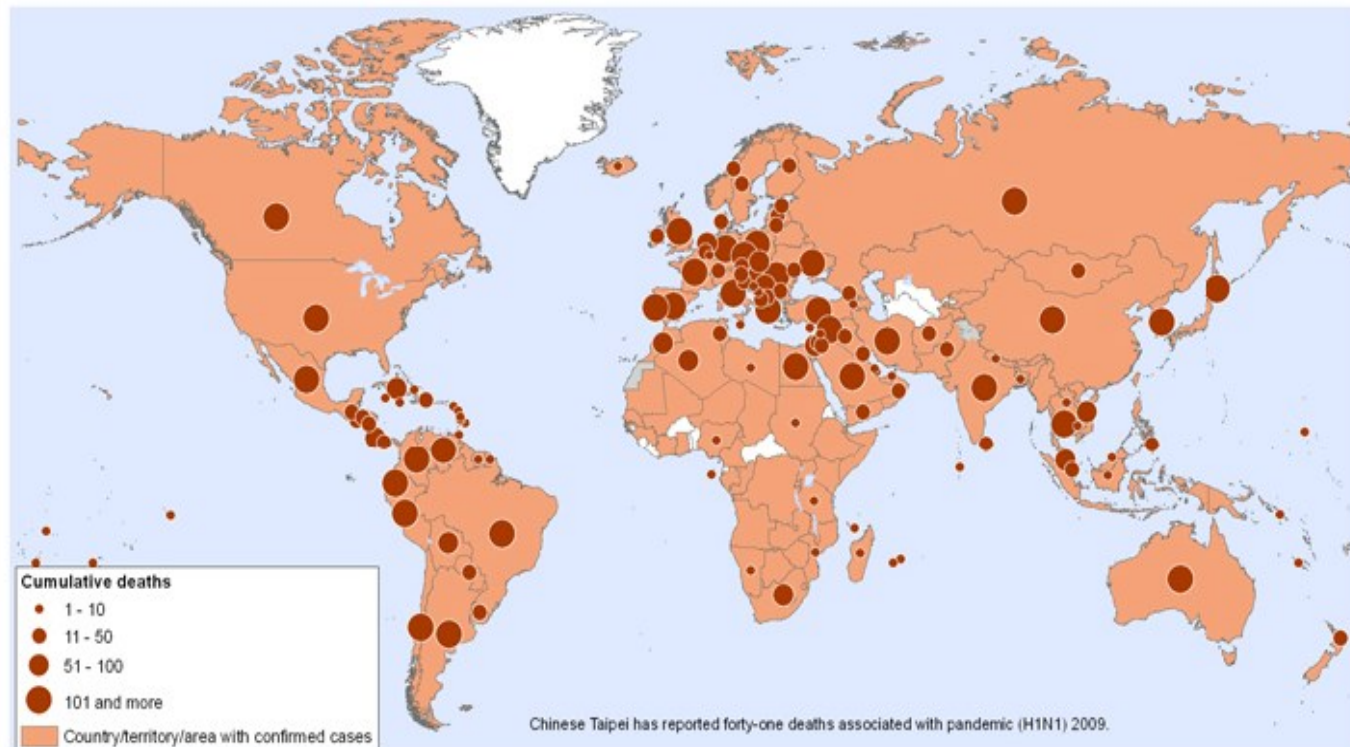 Cumulative deaths
1 - 10
11 - 50
51 - 100
101 and more
Country/territory/area with confirmed cases
Chinese Taipei has reported forty-one deaths associated with pandemic (H1N1) 2009.